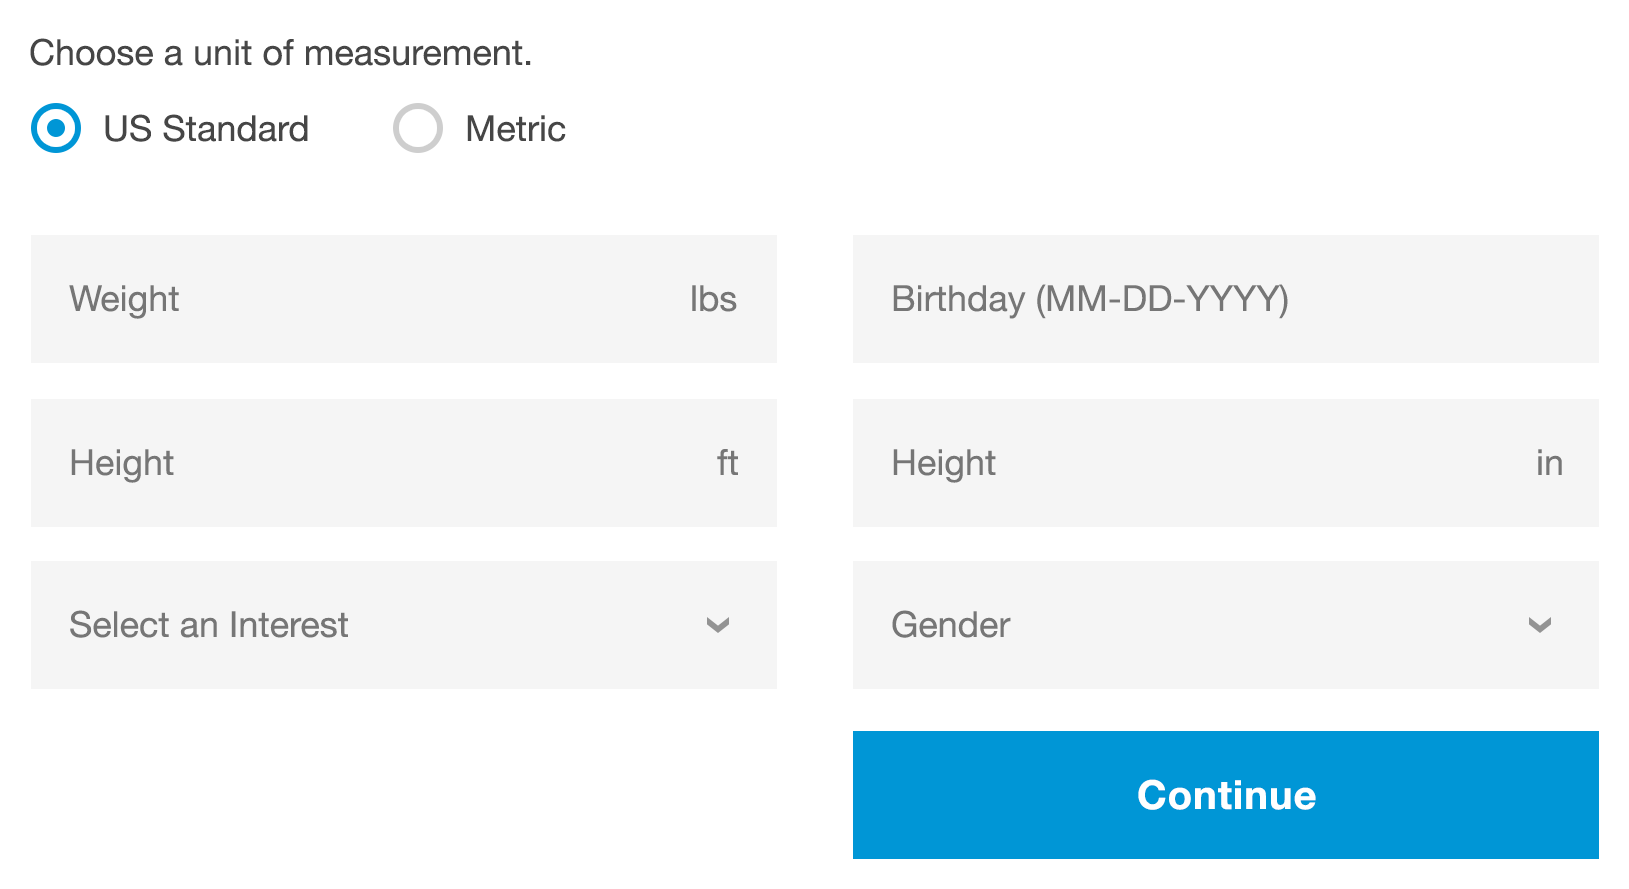 Choose a unit of measurement.
US Standard Metric
Weight lbs Birthday (MM-DD-YYYY)
Height ft Height in
Select an Interest Gender
Continue